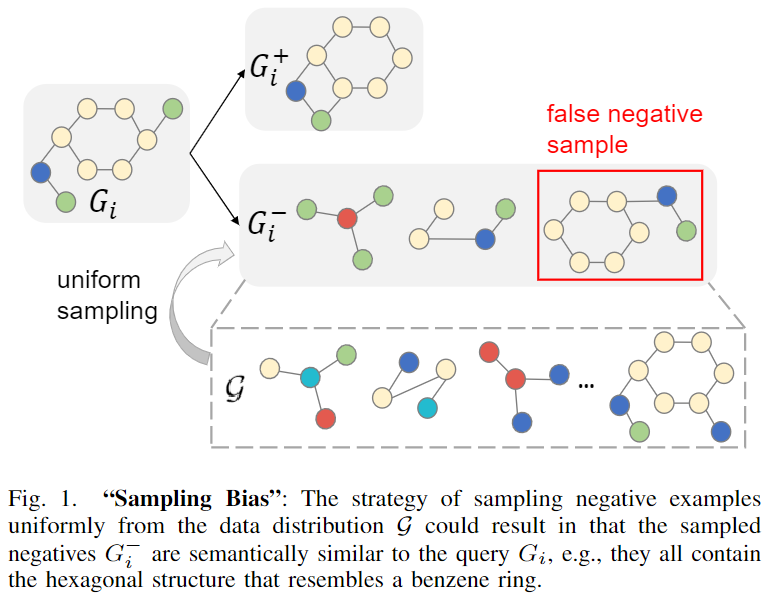 G_i^+
false negative
sample
G_i
G_i^-
uniform
sampling
𝒢
...
Fig. 1. “Sampling Bias”: The strategy of sampling negative examples
uniformly from the data distribution 𝒢 could result in that the sampled
negatives G_i^- are semantically similar to the query G_i, e.g., they all contain
the hexagonal structure that resembles a benzene ring.